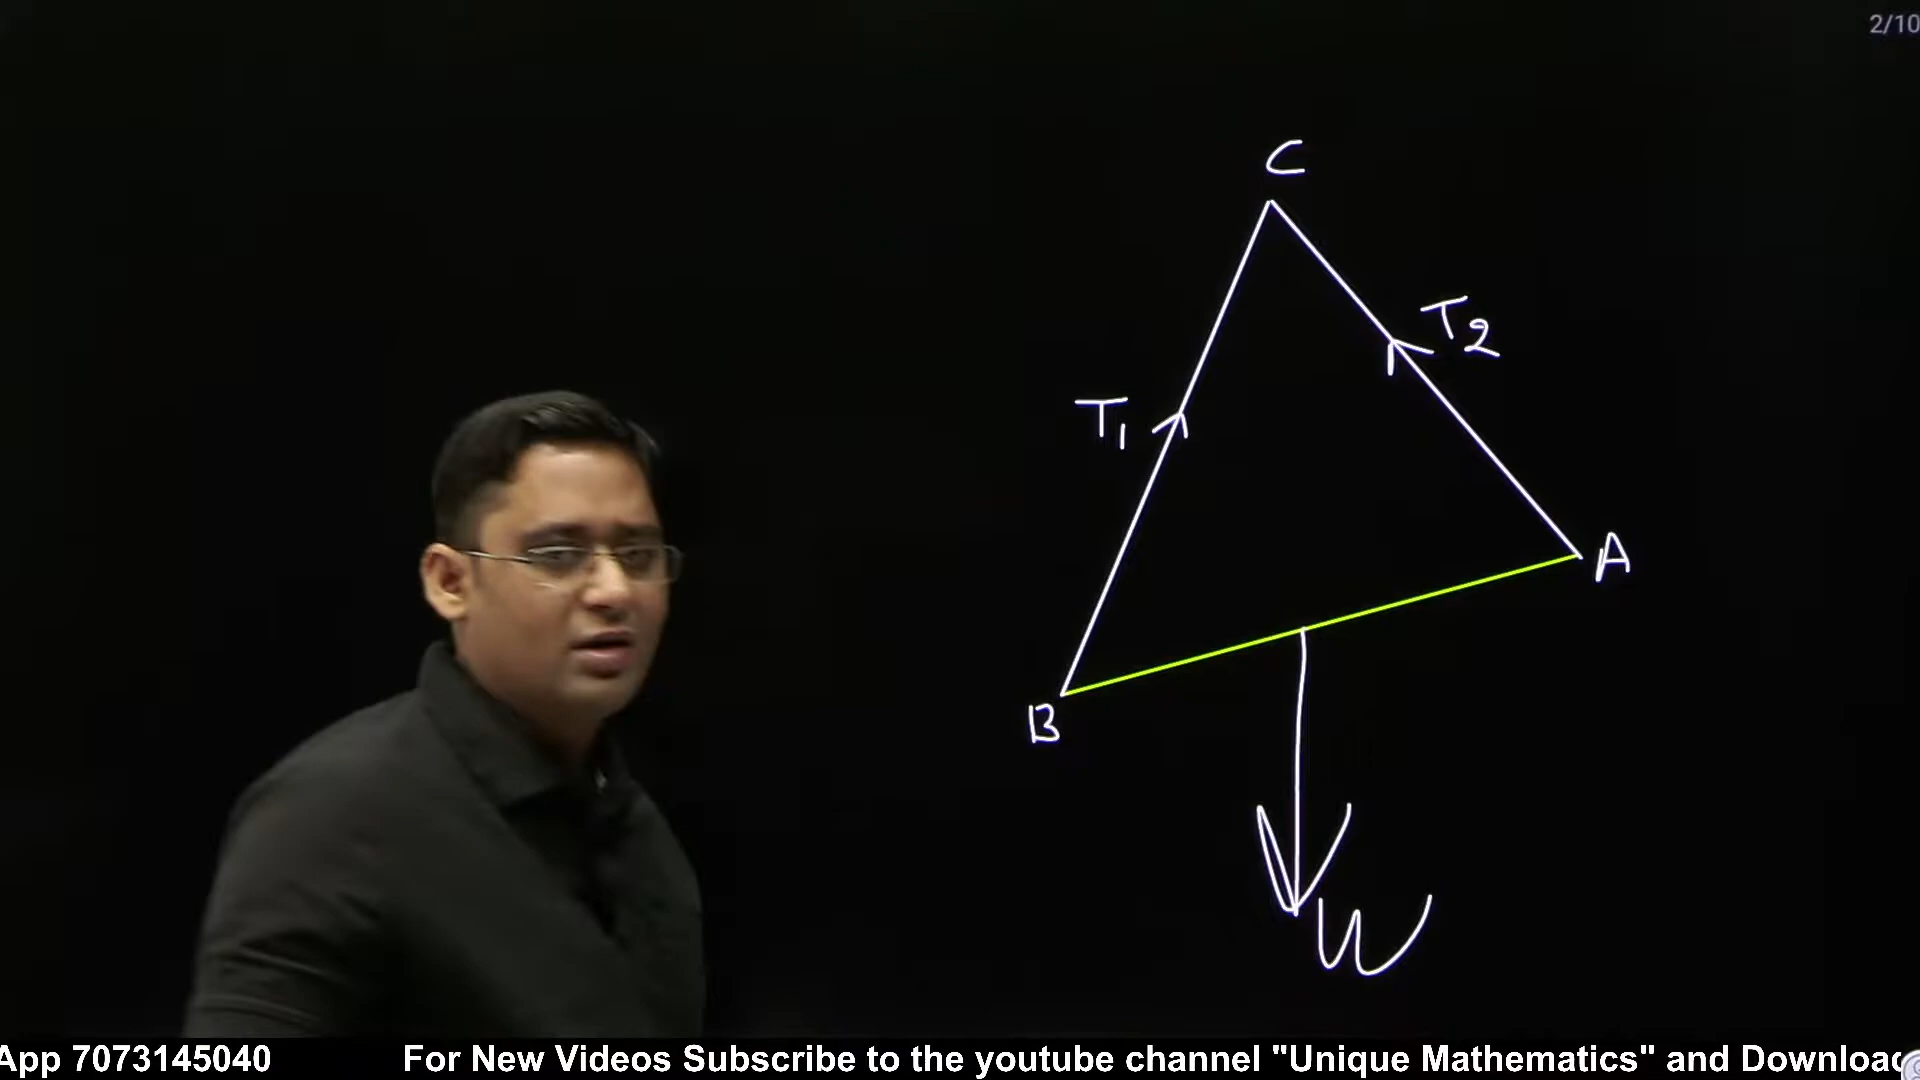 2/10
C
T2
T1
A
B
W
App 7073145040 For New Videos Subscribe to the youtube channel "Unique Mathematics" and Download